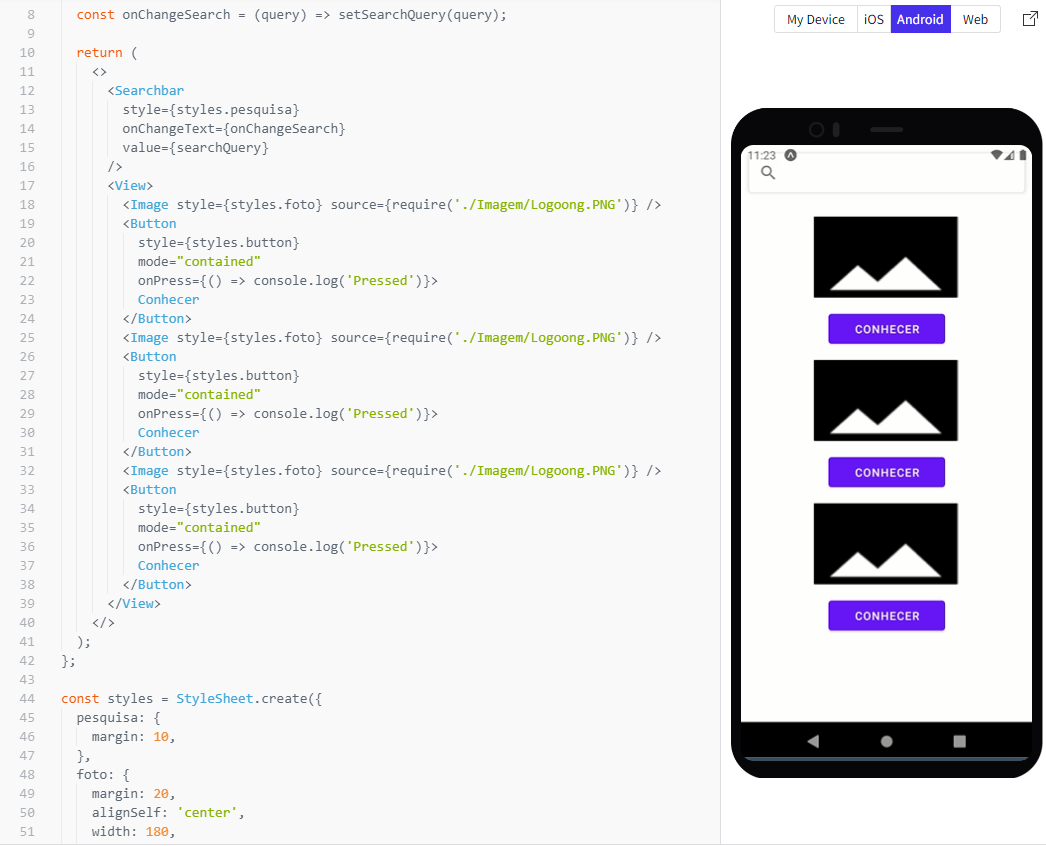 8 const onChangeSearch = (query) => setSearchQuery(query);
9
10 return (
11 <>
12 <Searchbar
13 style={styles.pesquisa}
14 onChangeText={onChangeSearch}
15 value={searchQuery}
16 />
17 <View>
18 <Image style={styles.foto} source={require('./Imagem/Logoong.PNG')} />
19 <Button
20 style={styles.button}
21 mode="contained"
22 onPress={() => console.log('Pressed')}>
23 Conhecer
24 </Button>
25 <Image style={styles.foto} source={require('./Imagem/Logoong.PNG')} />
26 <Button
27 style={styles.button}
28 mode="contained"
29 onPress={() => console.log('Pressed')}>
30 Conhecer
31 </Button>
32 <Image style={styles.foto} source={require('./Imagem/Logoong.PNG')} />
33 <Button
34 style={styles.button}
35 mode="contained"
36 onPress={() => console.log('Pressed')}>
37 Conhecer
38 </Button>
39 </View>
40 </>
41 );
42 };
43
44 const styles = StyleSheet.create({
45 pesquisa: {
46 margin: 10,
47 },
48 foto: {
49 margin: 20,
50 alignSelf: 'center',
51 width: 180,
My Device iOS Android Web
11:23
CONHECER
CONHECER
CONHECER